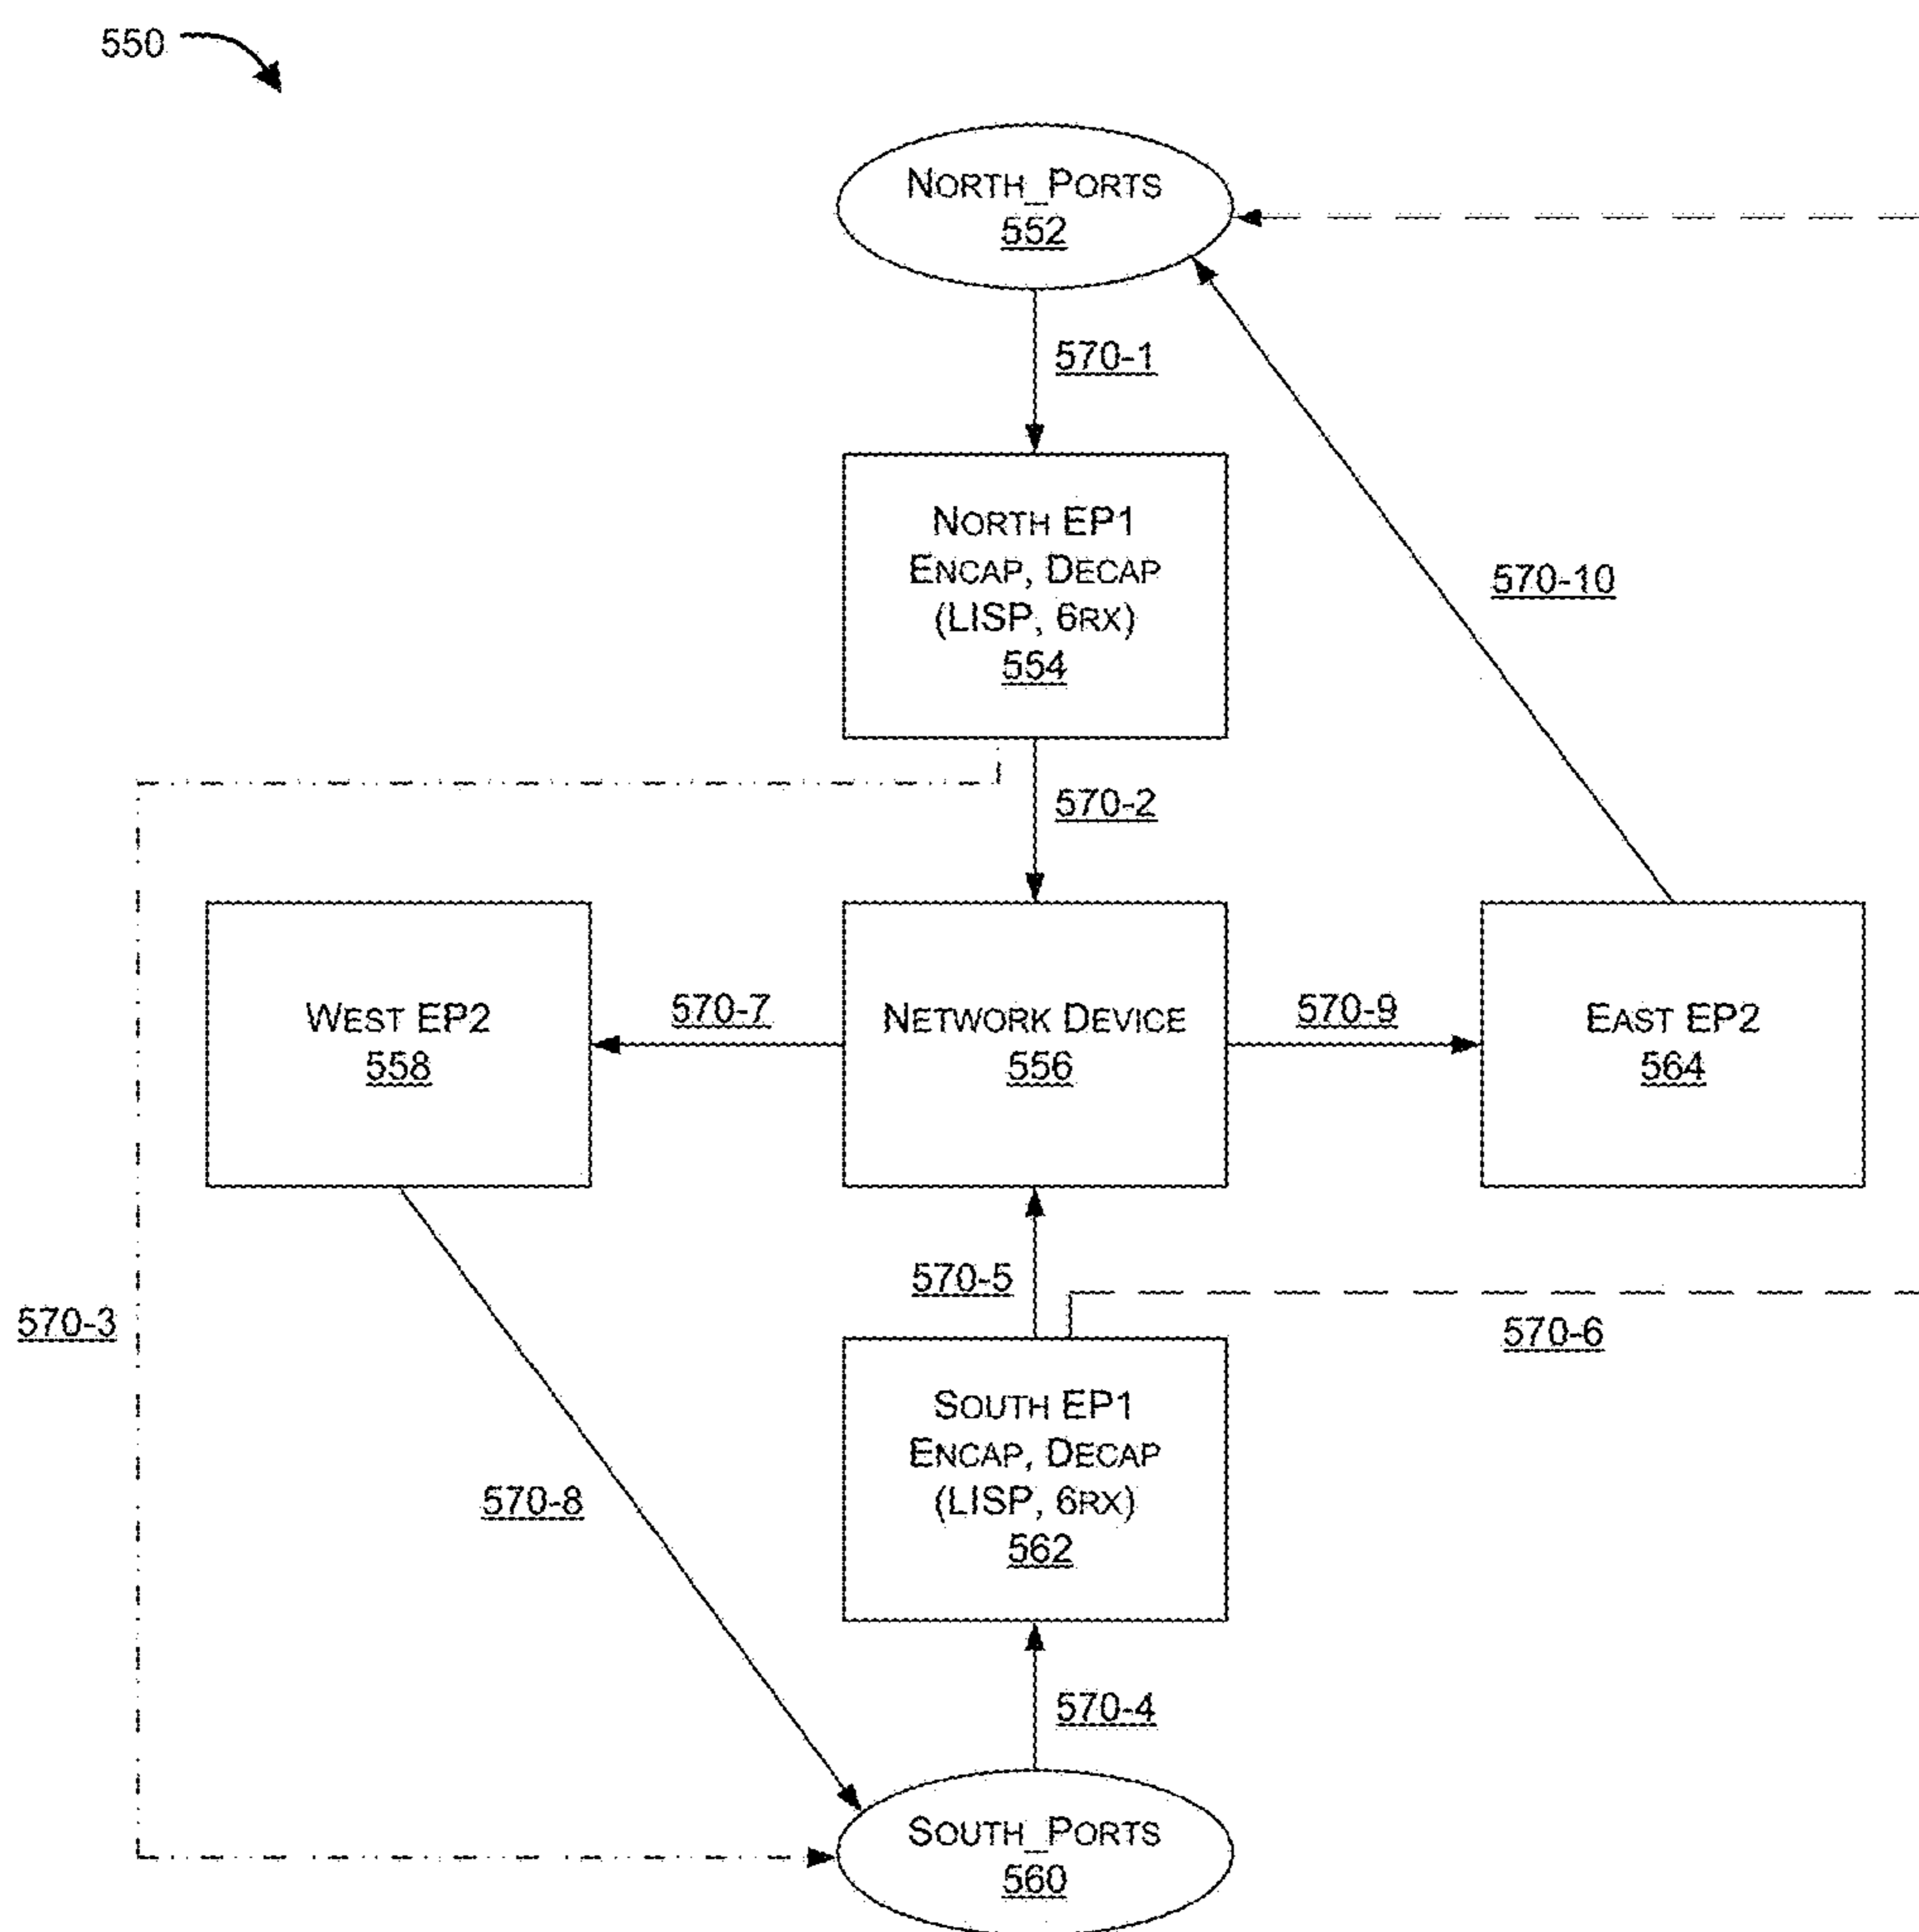 550
NORTH_PORTS
552
570-1
NORTH EP1
ENCAP, DECAP
(LISP, 6RX)
554
570-10
570-2
WEST EP2
558
570-7
NETWORK DEVICE
556
570-9
EAST EP2
564
570-5
570-3
570-6
SOUTH EP1
ENCAP, DECAP
(LISP, 6RX)
562
570-8
570-4
SOUTH_PORTS
560